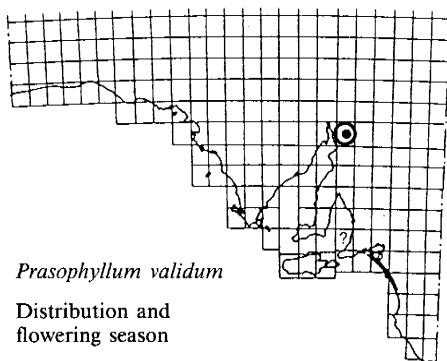 ?
Prasophyllum validum
Distribution and
flowering season